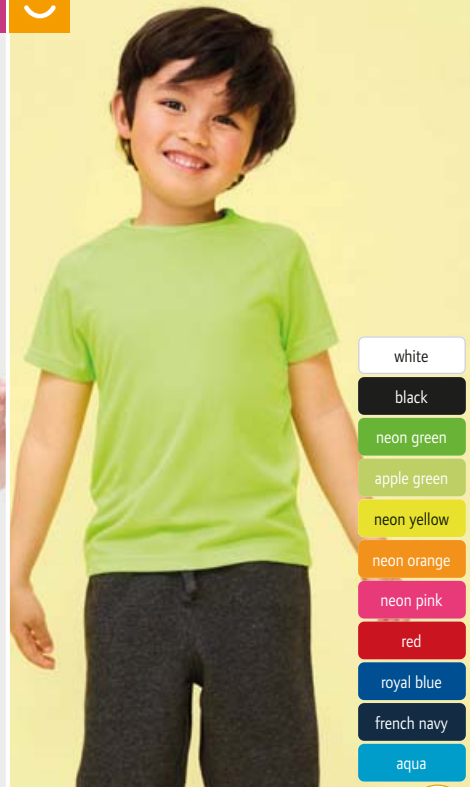 white
black
neon green
apple green
neon yellow
neon orange
neon pink
red
royal blue
french navy
aqua